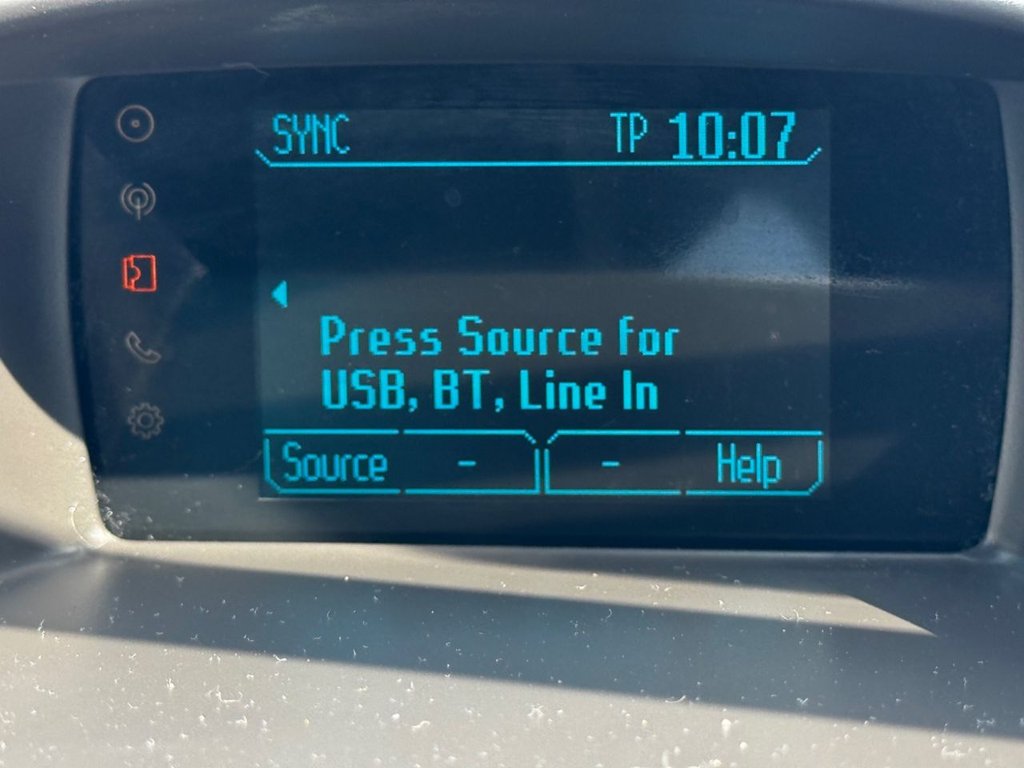 SYNC TP 10:07
Press Source for
USB, BT, Line In
Source - - Help